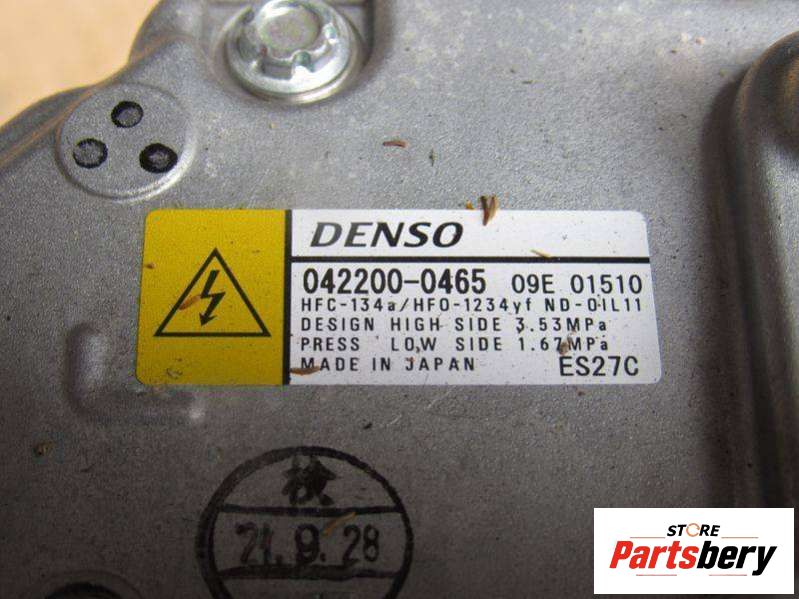 DENSO
042200-0465 09E 01510
HFC-134a/HFO-1234yf ND-OIL11
DESIGN HIGH SIDE 3.53MPa
PRESS LOW SIDE 1.67MPa
MADE IN JAPAN ES27C
検
21.9.28
STORE
Partsbery